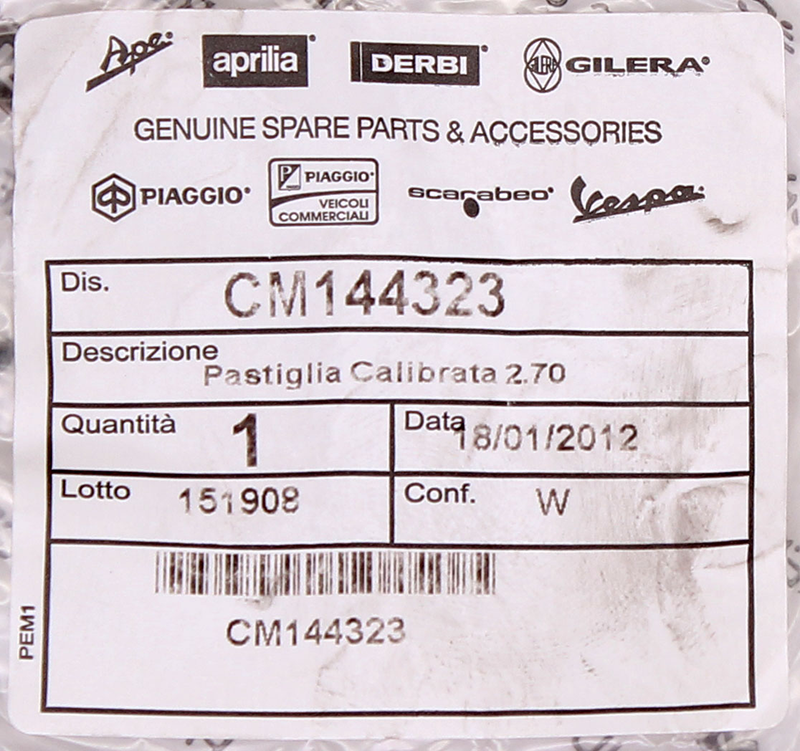 Ape aprilia DERBI GILERA GILERA
GENUINE SPARE PARTS & ACCESSORIES
PIAGGIO P PIAGGIO scarabeo Vespa
VEICOLI
COMMERCIALI
Dis. CM144323
Descrizione
Pastiglia Calibrata 2.70
Quantità 1 Data 18/01/2012
Lotto 151908 Conf. W
CM144323
PEM1